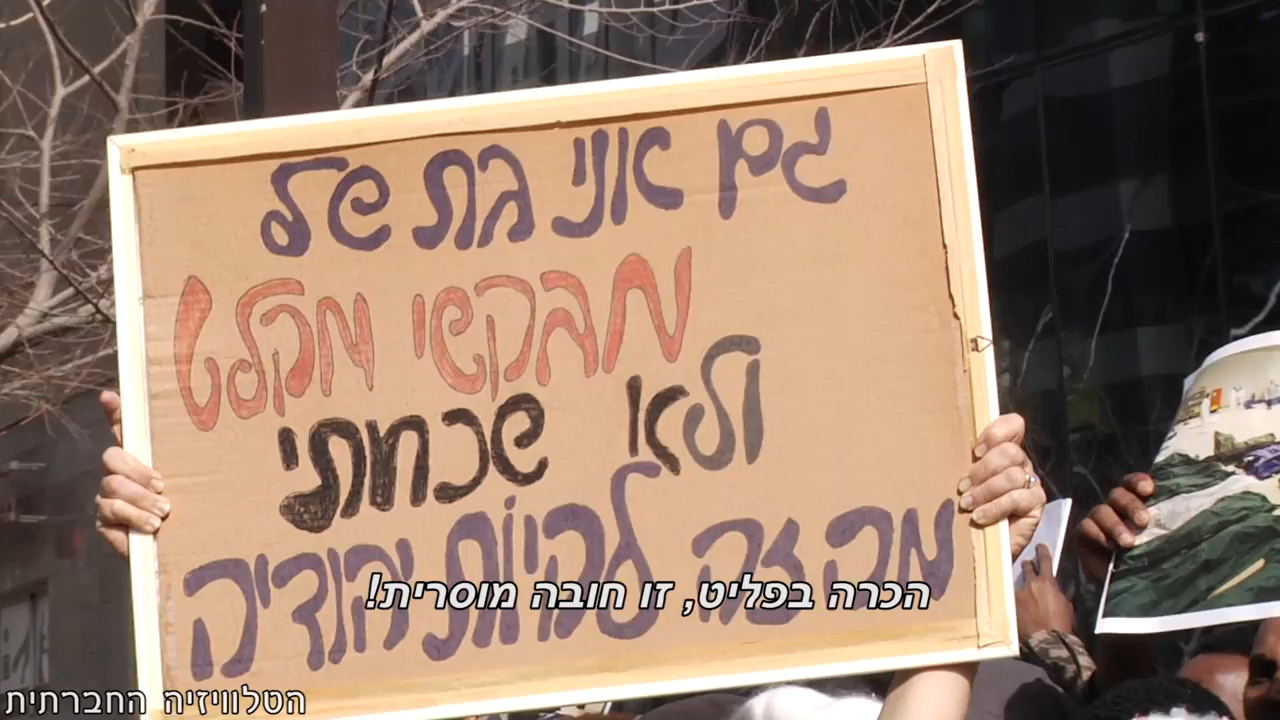 גם אני בת של
מבקשי מקלט
ולא שכחתי
מה זה להיות יהודיה
הכרה בפליט, זו חובה מוסרית!
הטלוויזיה החברתית